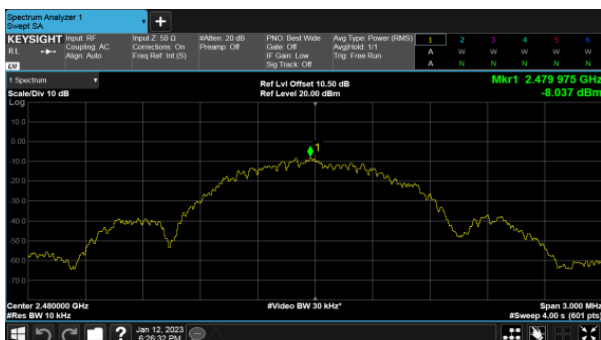 Spectrum Analyzer 1
Swept SA
KEYSIGHT
R L
Input: RF
Coupling: AC
Align: Auto
Input Z: 50 Ω
Corrections: On
Freq Ref: Int (S)
#Atten: 20 dB
Preamp: Off
PNO: Best Wide
Gate: Off
IF Gain: Low
Sig Track: Off
Avg Type: Power (RMS)
Avg|Hold: 1/1
Trig: Free Run
1 2 3 4 5 6
A W W W W W
A N N N N N
1 Spectrum
Scale/Div 10 dB
Log
Ref Lvl Offset 10.50 dB
Ref Level 20.00 dBm
Mkr1 2.479 975 GHz
-8.037 dBm
10.0
0.00
-10.0
-20.0
-30.0
-40.0
-50.0
-60.0
-70.0
1
Center 2.480000 GHz
#Res BW 10 kHz
#Video BW 30 kHz*
Span 3.000 MHz
#Sweep 4.00 s (601 pts)
Jan 12, 2023
6:26:32 PM